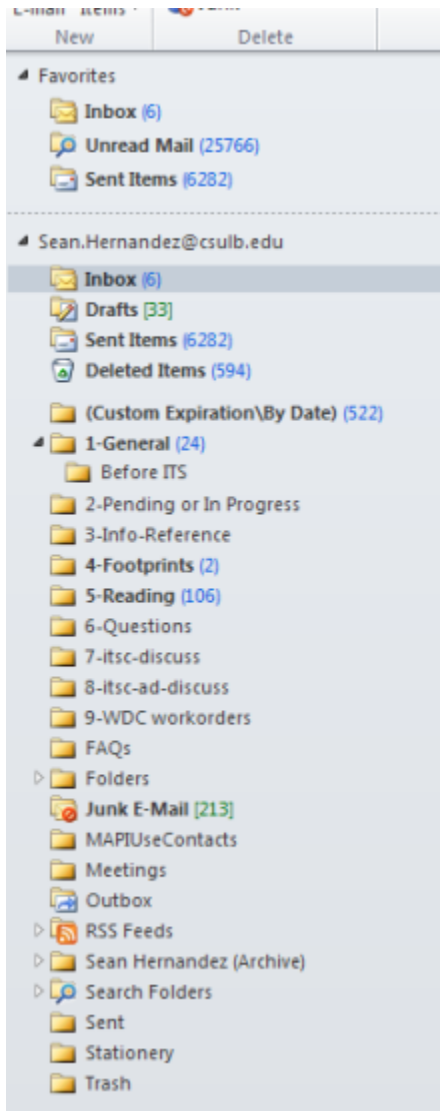 E-mail Items
Junk
New Delete
Favorites
Inbox (6)
Unread Mail (25766)
Sent Items (6282)
Sean.Hernandez@csulb.edu
Inbox (6)
Drafts [33]
Sent Items (6282)
Deleted Items (594)
(Custom Expiration\By Date) (522)
1-General (24)
Before ITS
2-Pending or In Progress
3-Info-Reference
4-Footprints (2)
5-Reading (106)
6-Questions
7-itsc-discuss
8-itsc-ad-discuss
9-WDC workorders
FAQs
Folders
Junk E-Mail [213]
MAPIUseContacts
Meetings
Outbox
RSS Feeds
Sean Hernandez (Archive)
Search Folders
Sent
Stationery
Trash